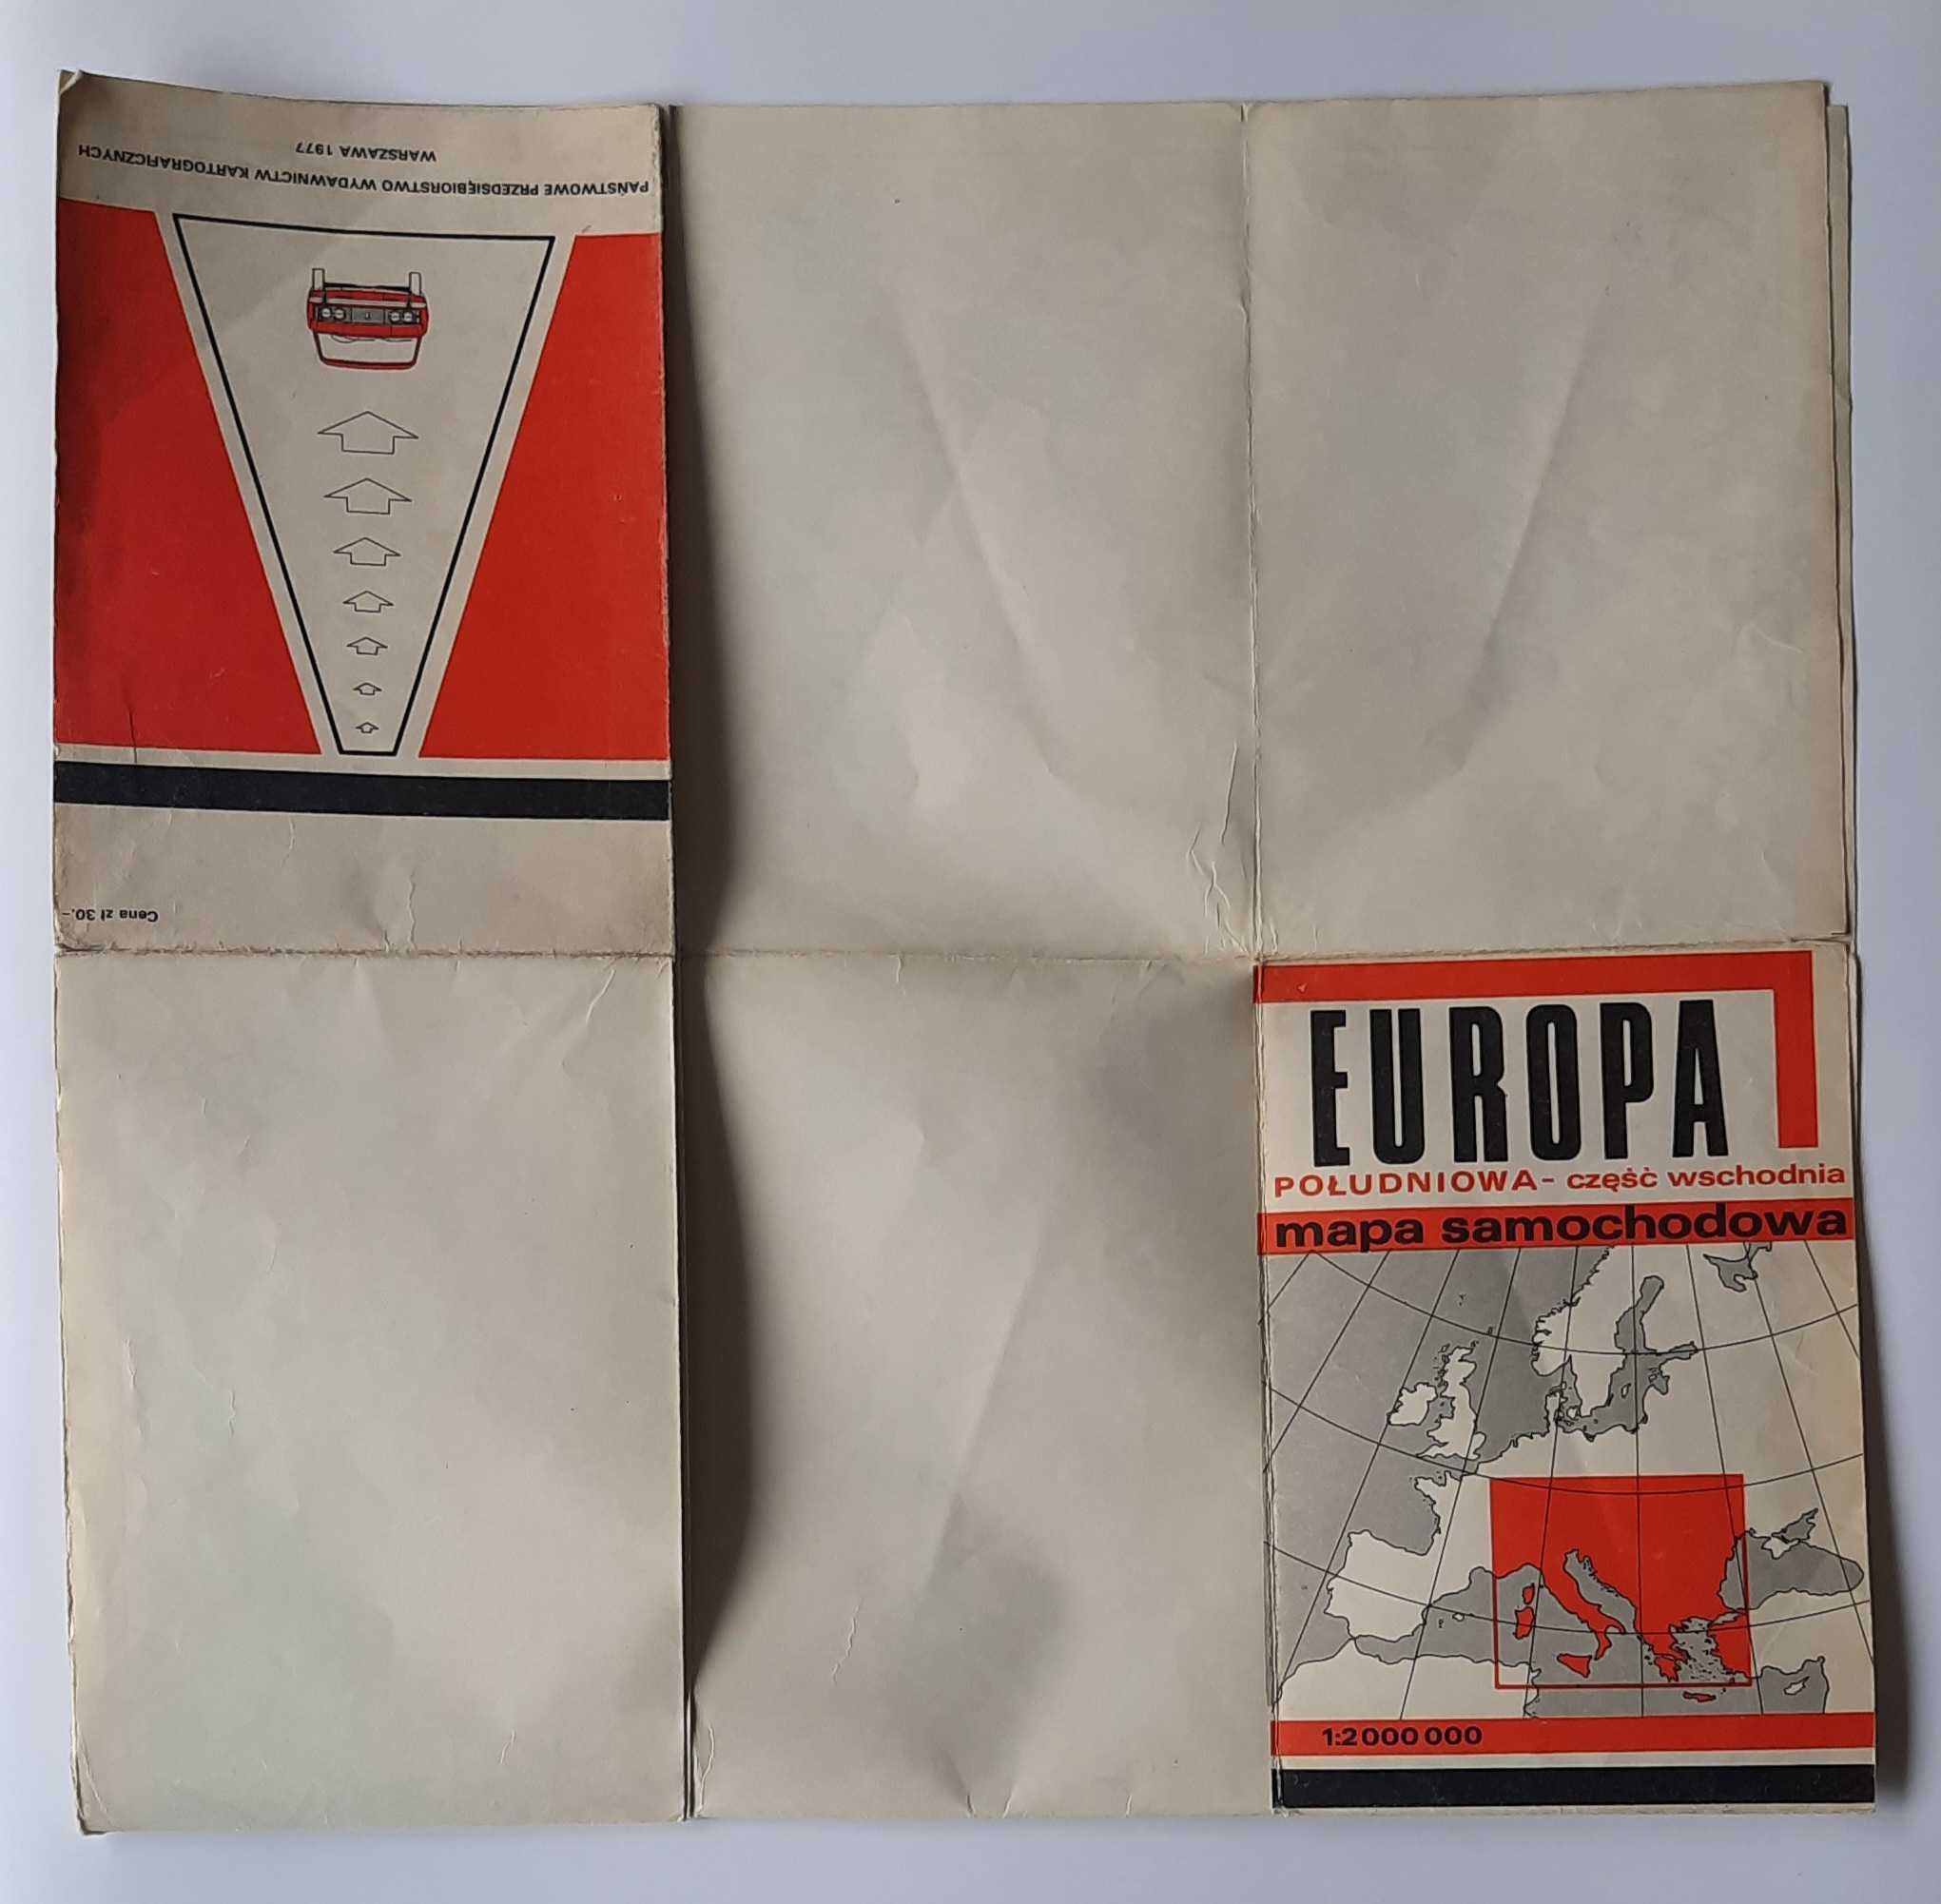 PAŃSTWOWE PRZEDSIĘBIORSTWO WYDAWNICTW KARTOGRAFICZNYCH
WARSZAWA 1977
Cena zł 30.-
EUROPA
POŁUDNIOWA - część wschodnia
mapa samochodowa
1:2 000 000